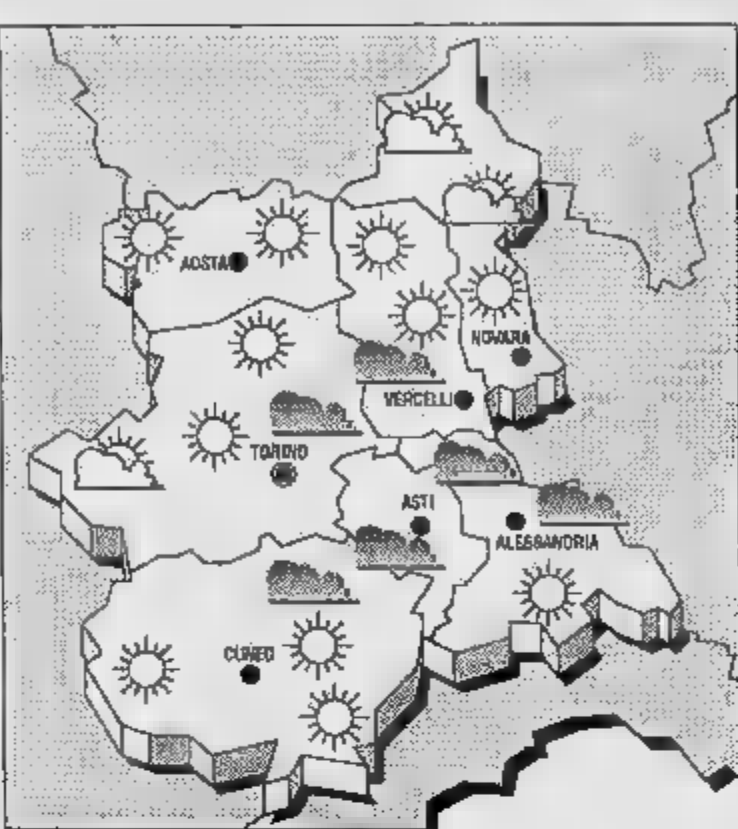 AOSTA
NOVARA
VERCELLI
TORINO
ASTI
ALESSANDRIA
CUNEO